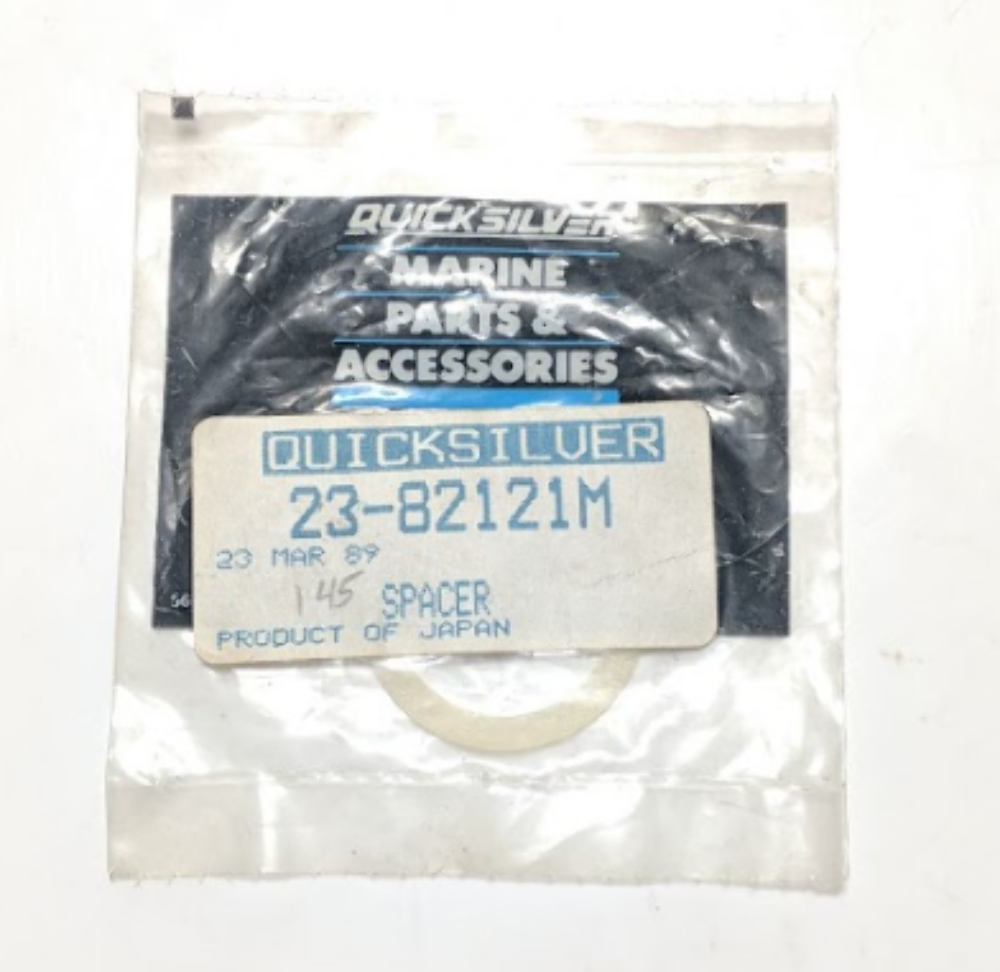 QUICKSILVER
MARINE
PARTS &
ACCESSORIES
QUICKSILVER
23-82121M
23 MAR 89
145 SPACER
PRODUCT OF JAPAN